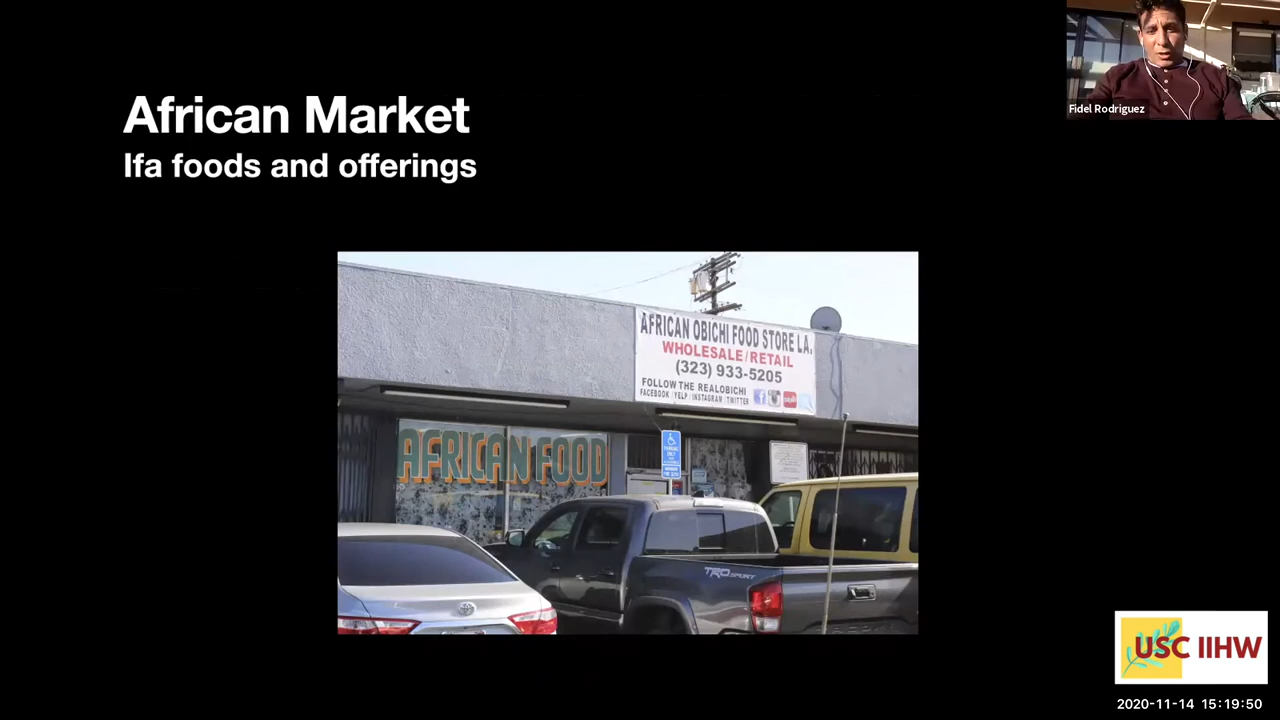 African Market
Ifa foods and offerings
Fidel Rodriguez
AFRICAN OBICHI FOOD STORE L.A.
WHOLESALE/RETAIL
(323) 933-5205
FOLLOW THE REALOBICHI
FACEBOOK / YELP / INSTAGRAM / TWITTER
AFRICAN FOOD
TRD SPORT
USC IIHW
2020-11-14 15:19:50